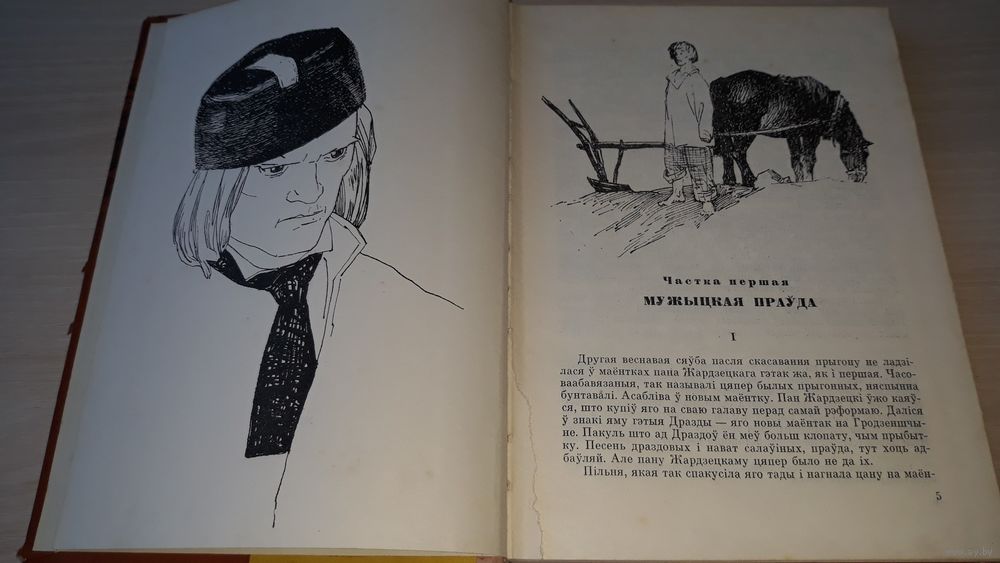 Частка першая
МУЖЫЦКАЯ ПРАЎДА
I
Другая веснавая сяўба пасля скасавання прыгону не ладзі-
лася ў маёнтках пана Жардзецкага гэтак жа, як і першая. Часо-
ваабавязаныя, так называлі цяпер былых прыгонных, няспынна
бунтавалі. Асабліва ў новым маёнтку. Пан Жардзецкі ўжо каяў-
ся, што купіў яго на сваю галаву перад самай рэформаю. Даліся
ў знакі яму гэтыя Дразды — яго новы маёнтак на Гродзеншчы-
не. Пакуль што ад Драздоў ён меў больш клопату, чым прыбыт-
ку. Песень драздовых і нават салаўіных, праўда, тут хоць ад-
баўляй. Але пану Жардзецкаму цяпер было не да іх.
Пільня, якая так спакусіла яго тады і нагнала цану на маён-
5
www.ay.by